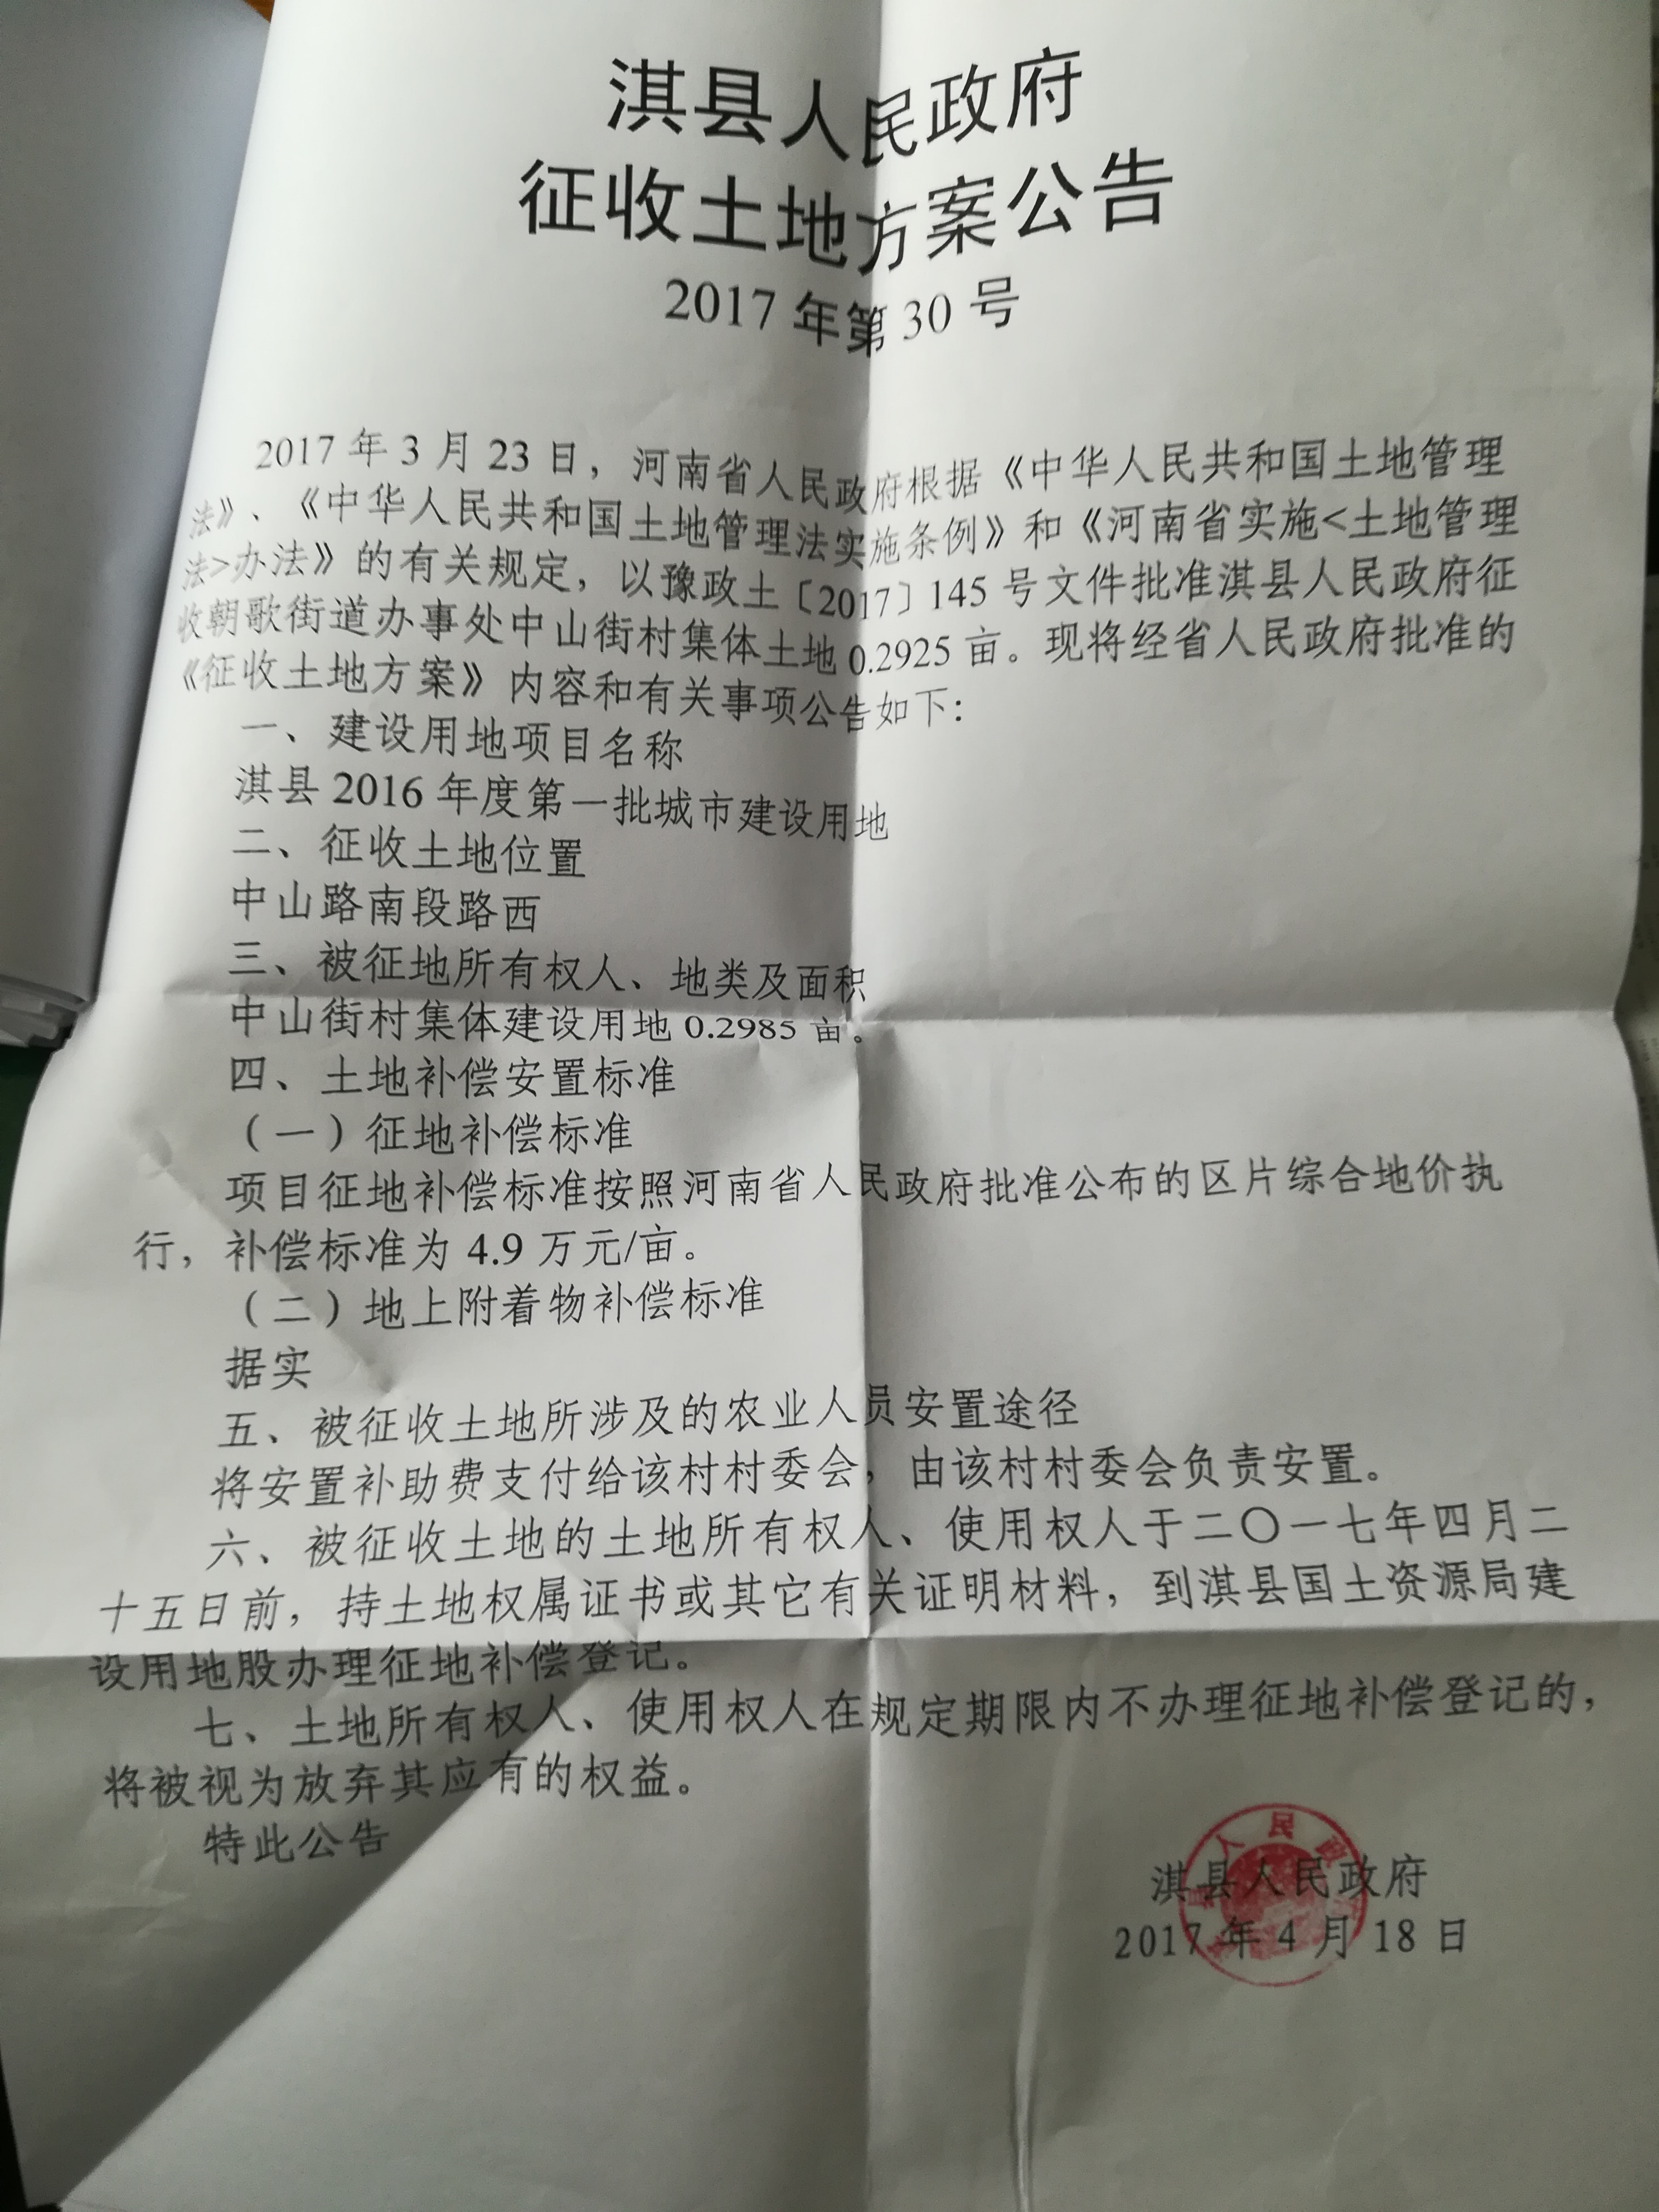 淇县人民政府
征收土地方案公告
2017年第30号
2017年3月23日，河南省人民政府根据《中华人民共和国土地管理
法》、《中华人民共和国土地管理法实施条例》和《河南省实施<土地管理
法>办法》的有关规定，以豫政土〔2017〕145号文件批准淇县人民政府征
收朝歌街道办事处中山街村集体土地0.2925亩。现将经省人民政府批准的
《征收土地方案》内容和有关事项公告如下：
一、建设用地项目名称
淇县2016年度第一批城市建设用地
二、征收土地位置
中山路南段路西
三、被征地所有权人、地类及面积
中山街村集体建设用地0.2985亩。
四、土地补偿安置标准
（一）征地补偿标准
项目征地补偿标准按照河南省人民政府批准公布的区片综合地价执
行，补偿标准为4.9万元/亩。
（二）地上附着物补偿标准
据实
五、被征收土地所涉及的农业人员安置途径
将安置补助费支付给该村村委会，由该村村委会负责安置。
六、被征收土地的土地所有权人、使用权人于二〇一七年四月二
十五日前，持土地权属证书或其它有关证明材料，到淇县国土资源局建
设用地股办理征地补偿登记。
七、土地所有权人、使用权人在规定期限内不办理征地补偿登记的，
将被视为放弃其应有的权益。
特此公告
淇县人民政府
2017年4月18日